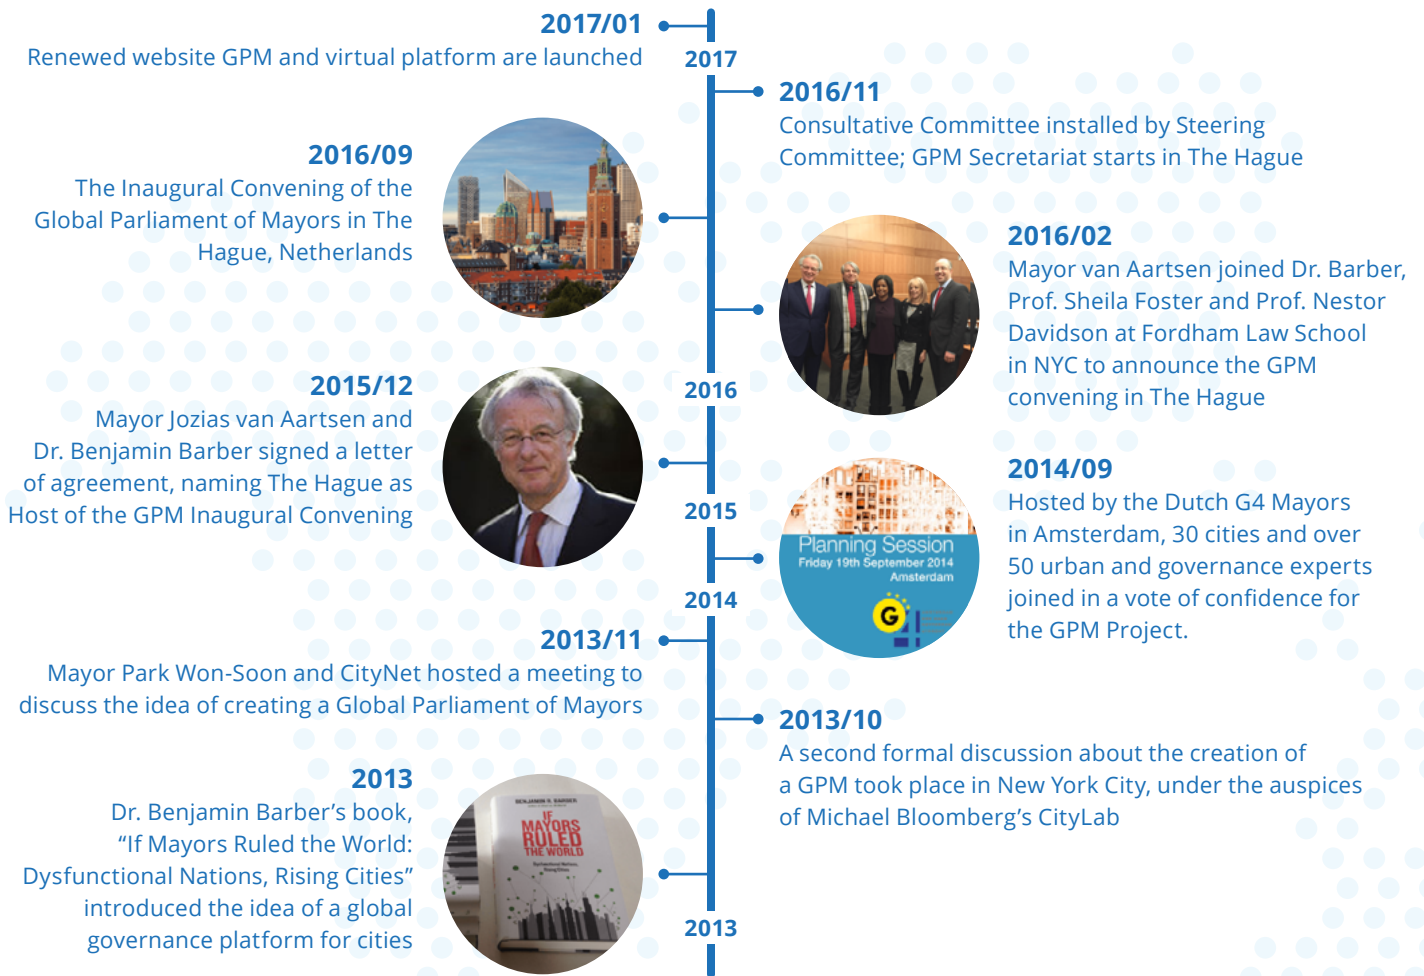 2017/01
Renewed website GPM and virtual platform are launched
2017
2016/11
Consultative Committee installed by Steering
Committee; GPM Secretariat starts in The Hague
2016/09
The Inaugural Convening of the
Global Parliament of Mayors in The
Hague, Netherlands
2016/02
Mayor van Aartsen joined Dr. Barber,
Prof. Sheila Foster and Prof. Nestor
Davidson at Fordham Law School
in NYC to announce the GPM
convening in The Hague
2016
2015/12
Mayor Jozias van Aartsen and
Dr. Benjamin Barber signed a letter
of agreement, naming The Hague as
Host of the GPM Inaugural Convening
2015
2014/09
Hosted by the Dutch G4 Mayors
in Amsterdam, 30 cities and over
50 urban and governance experts
joined in a vote of confidence for
the GPM Project.
Planning Session
Friday 19th September 2014
Amsterdam
G4
2014
2013/11
Mayor Park Won-Soon and CityNet hosted a meeting to
discuss the idea of creating a Global Parliament of Mayors
2013/10
A second formal discussion about the creation of
a GPM took place in New York City, under the auspices
of Michael Bloomberg's CityLab
2013
Dr. Benjamin Barber's book,
“If Mayors Ruled the World:
Dysfunctional Nations, Rising Cities”
introduced the idea of a global
governance platform for cities
BENJAMIN R. BARBER
IF
MAYORS
RULED
THE WORLD
Dysfunctional Nations,
Rising Cities
2013